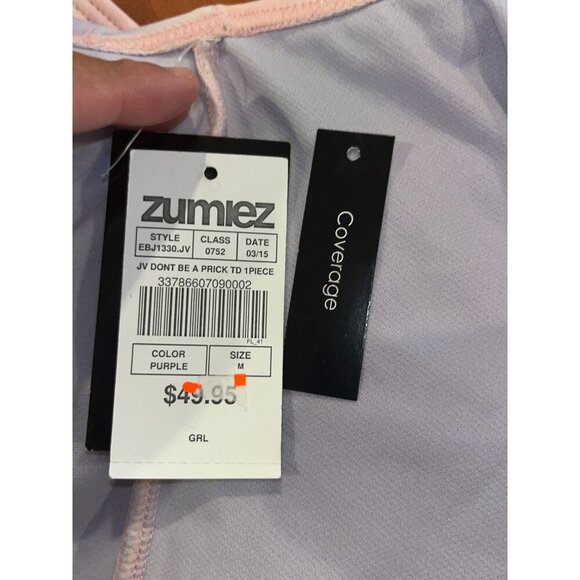 zumiez
STYLE CLASS DATE
EBJ1330.JV 0752 03/15
JV DONT BE A PRICK TD 1PIECE
33786607090002
FL_41
COLOR SIZE
PURPLE M
$49.95
GRL
Coverage